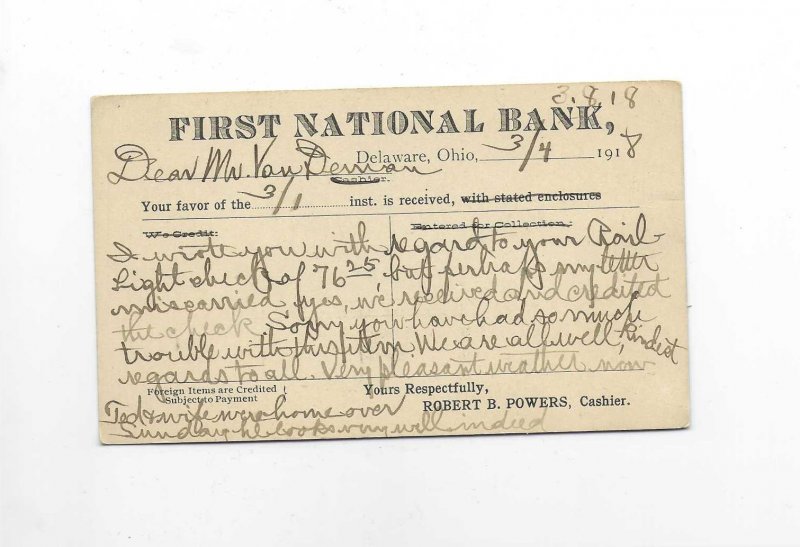 3.8.18
FIRST NATIONAL BANK,
Delaware, Ohio, 3/4 1918
Dear Mr. Van Deman
Cashier.
Your favor of the 3/1 inst. is received, with stated enclosures
We Credit: Entered for Collection:
I wrote you with regard to your Rail-
Light check of 76 25, but perhaps my letter
miscarried yes, we received and credited
the check Sorry you have had so much
trouble with this item. We are all well, Kindest
regards to all. Very pleasant weather now
Foreign Items are Credited Yours Respectfully,
Subject to Payment
ROBERT B. POWERS, Cashier.
Ted & wife were home over
Sunday he looks very well indeed